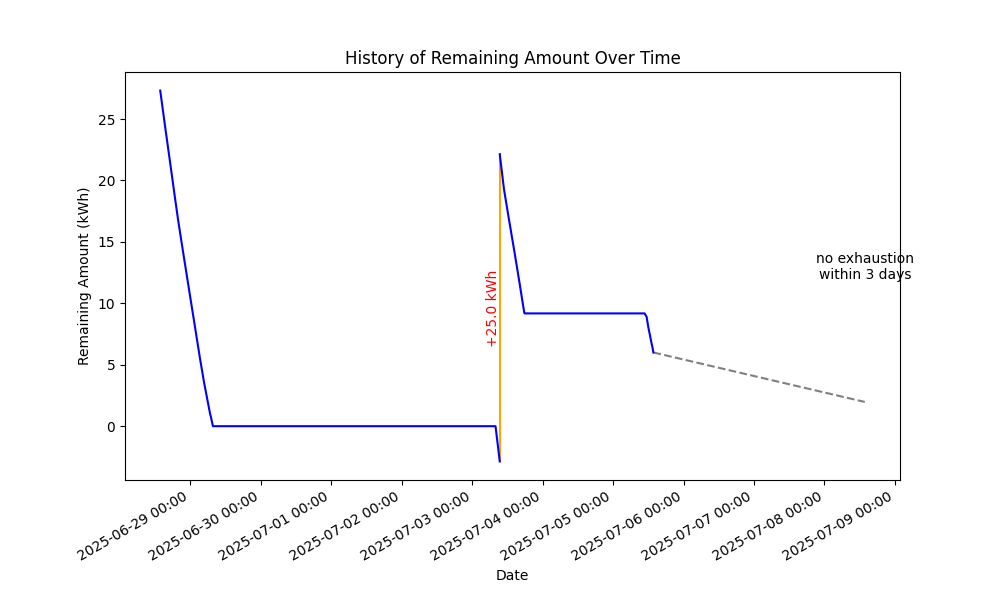 History of Remaining Amount Over Time
Remaining Amount (kWh)
25
20
15
10
5
0
+25.0 kWh
no exhaustion
within 3 days
2025-06-29 00:00
2025-06-30 00:00
2025-07-01 00:00
2025-07-02 00:00
2025-07-03 00:00
2025-07-04 00:00
2025-07-05 00:00
2025-07-06 00:00
2025-07-07 00:00
2025-07-08 00:00
2025-07-09 00:00
Date